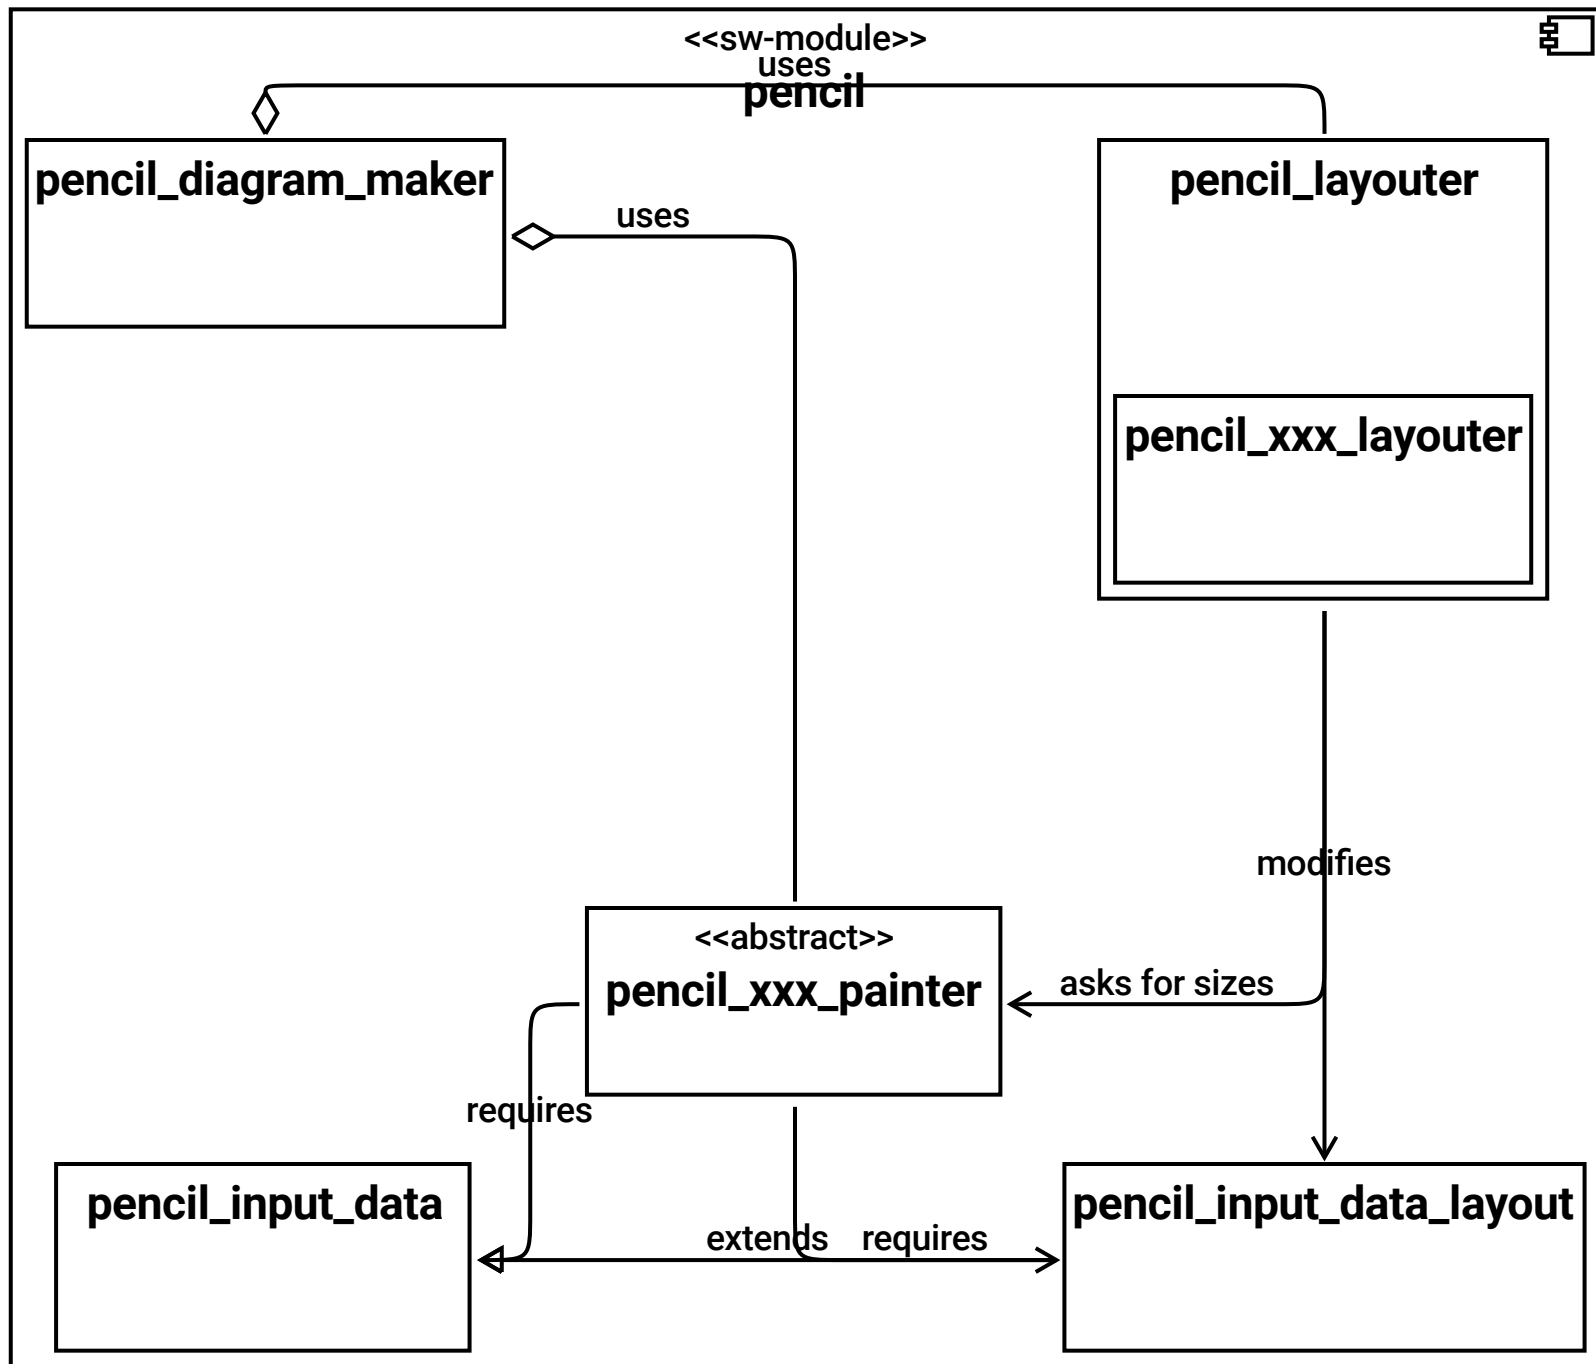 <<sw-module>>
uses
pencil
pencil_diagram_maker
pencil_layouter
uses
pencil_xxx_layouter
modifies
<<abstract>>
pencil_xxx_painter
asks for sizes
requires
pencil_input_data
pencil_input_data_layout
extends
requires